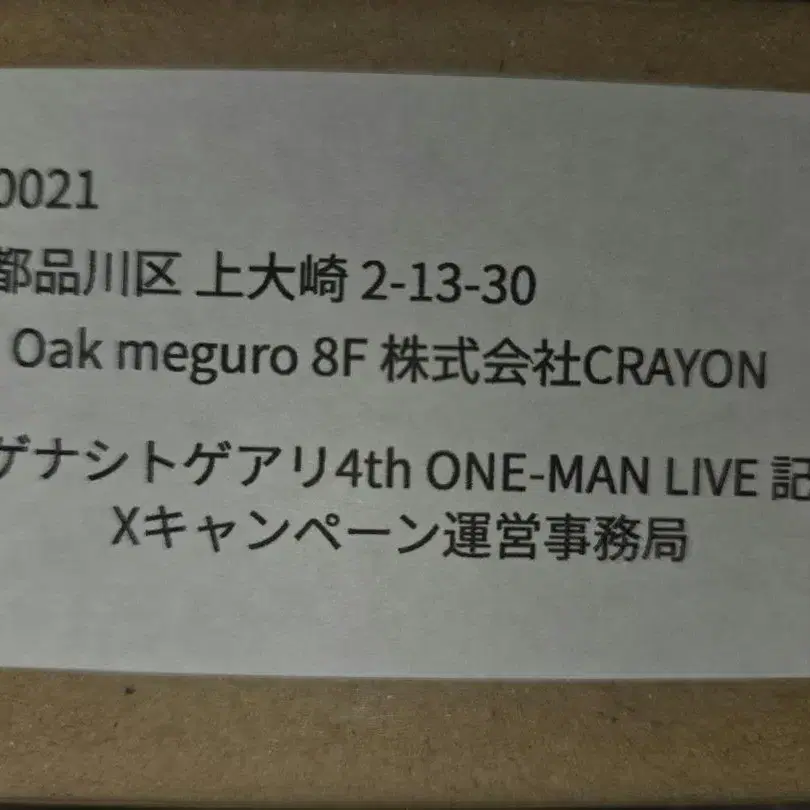 0021
都品川区 上大崎 2-13-30
Oak meguro 8F 株式会社CRAYON
ゲナシトゲアリ4th ONE-MAN LIVE 記
Xキャンペーン運営事務局